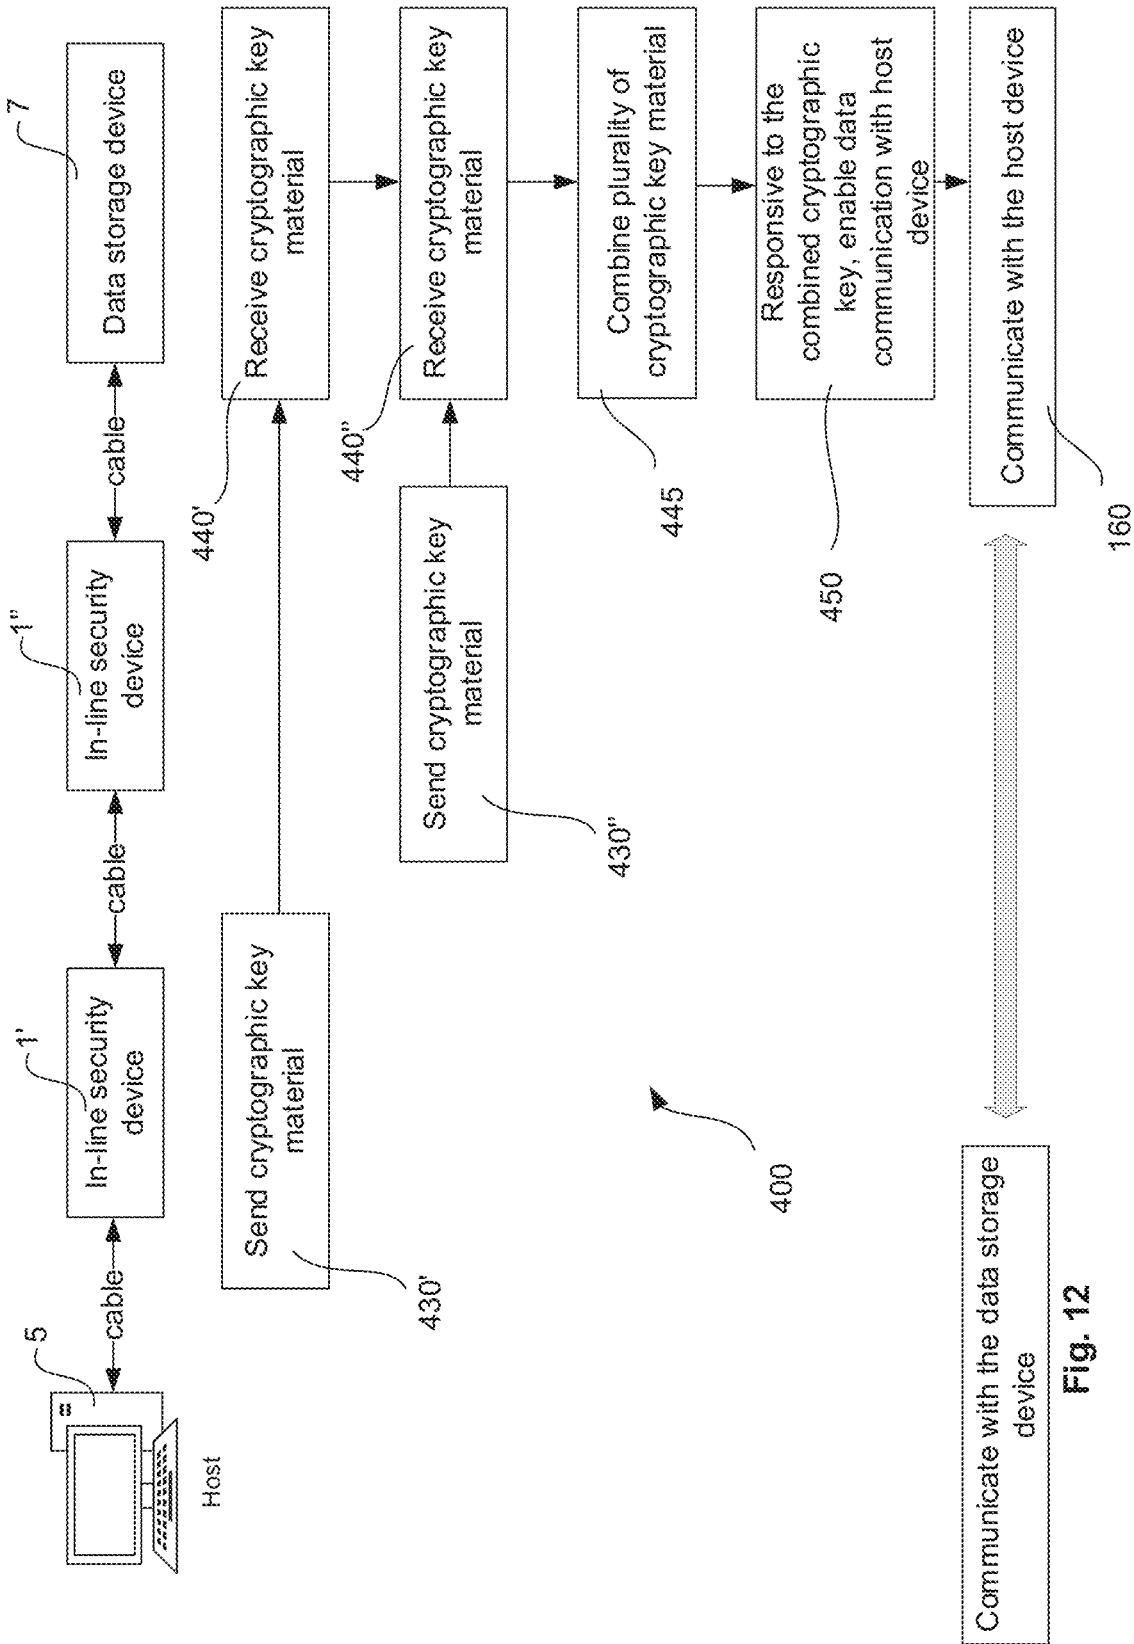 5
Host
cable
1'
In-line security
device
cable
1"
In-line security
device
cable
7
Data storage device
430'
Send cryptographic key
material
440'
Receive cryptographic key
material
430"
Send cryptographic key
material
440"
Receive cryptographic key
material
445
Combine plurality of
cryptographic key material
450
Responsive to the
combined cryptographic
key, enable data
communication with host
device
400
Communicate with the data storage
device
160
Communicate with the host device
Fig. 12